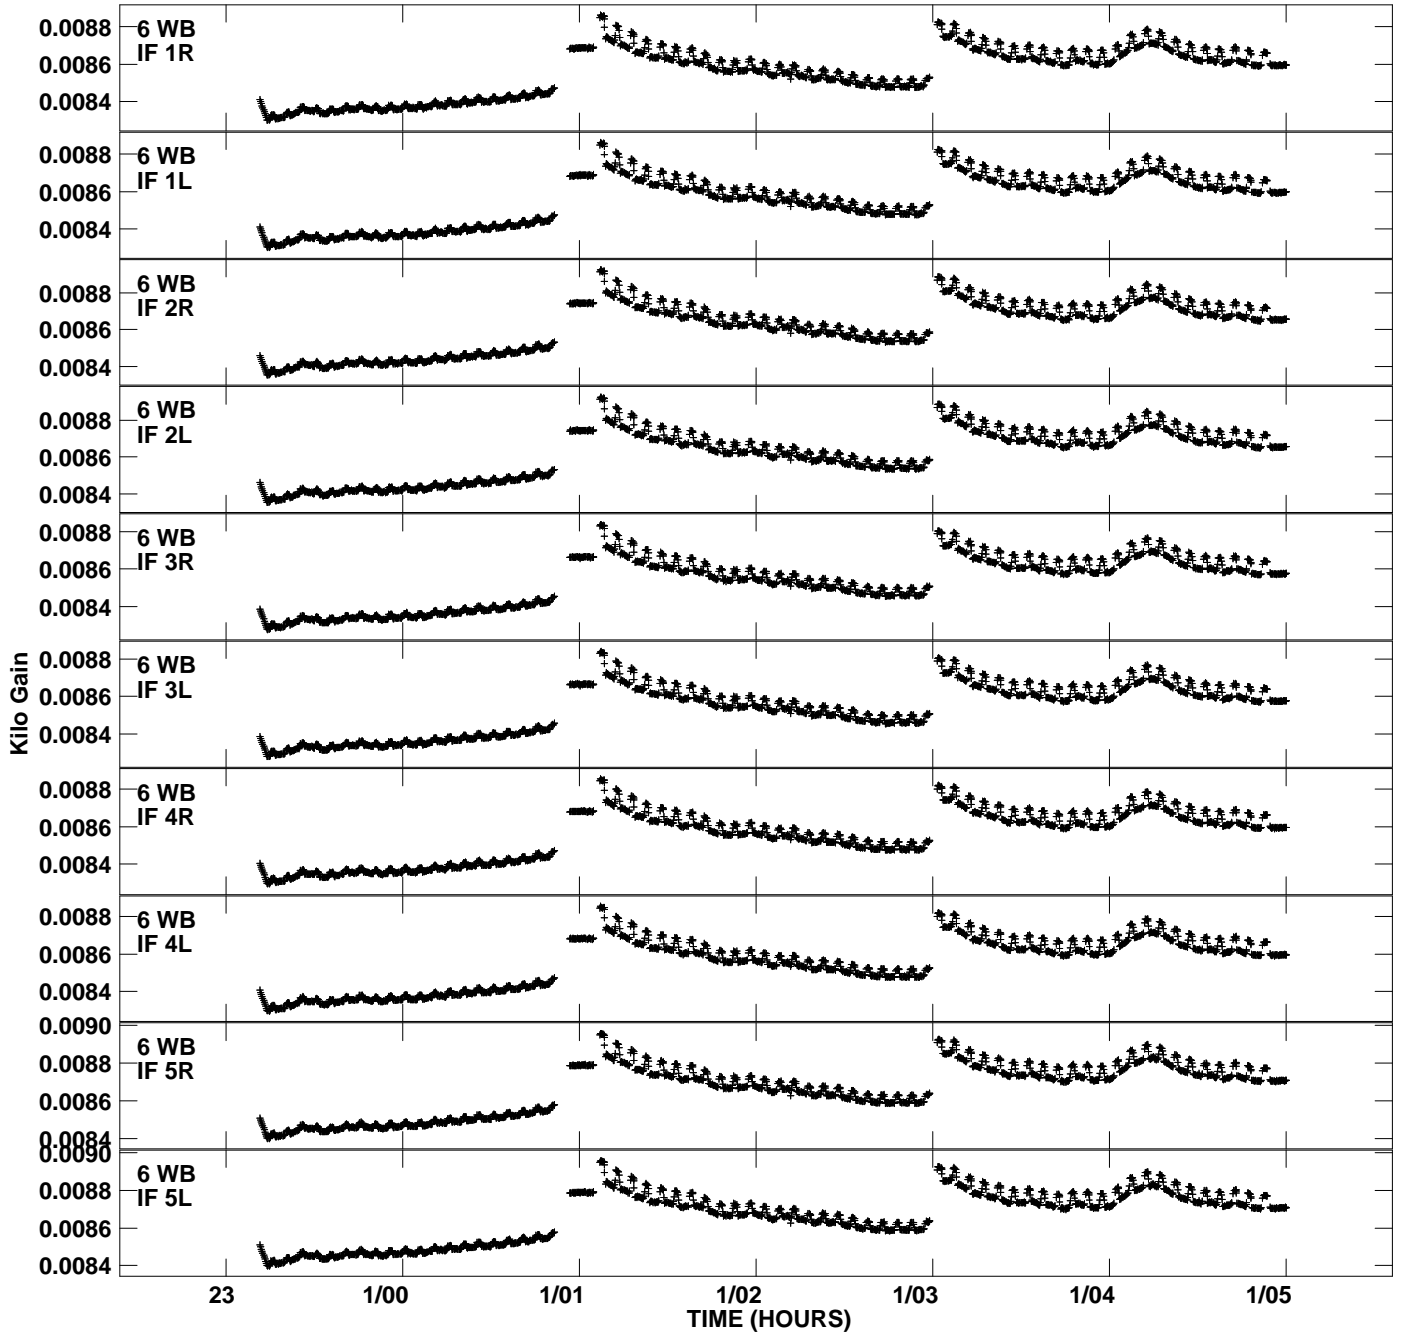 0.0088
6 WB
0.0086
IF 1R
0.0084
0.0088
6 WB
0.0086
IF 1L
0.0084
0.0088
6 WB
0.0086
IF 2R
0.0084
0.0088
6 WB
0.0086
IF 2L
0.0084
0.0088
6 WB
0.0086
IF 3R
0.0084
0.0088
6 WB
0.0086
IF 3L
0.0084
Kilo Gain
0.0088
6 WB
0.0086
IF 4R
0.0084
0.0088
6 WB
0.0086
IF 4L
0.0084
0.0090
6 WB
0.0088
IF 5R
0.0086
0.0084
0.0090
6 WB
0.0088
IF 5L
0.0086
0.0084
23 1/00 1/01 1/02 1/03 1/04 1/05
TIME (HOURS)